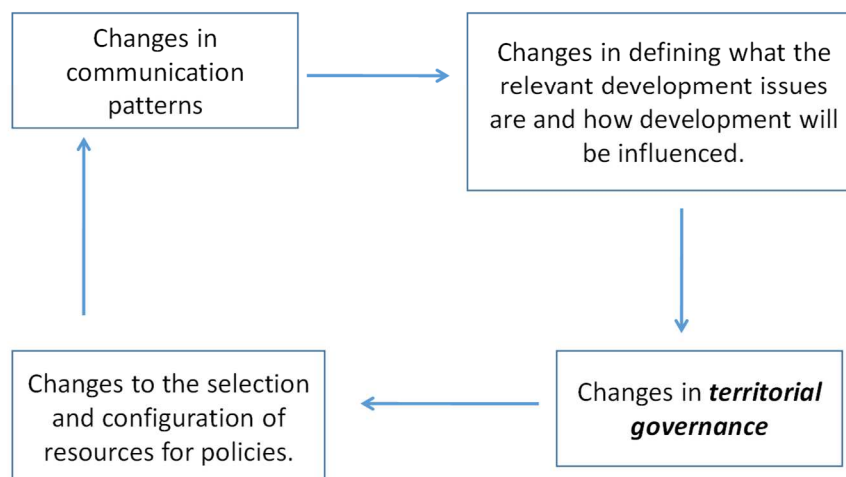 Changes in
communication
patterns
Changes in defining what the
relevant development issues
are and how development will
be influenced.
Changes to the selection
and configuration of
resources for policies.
Changes in territorial
governance